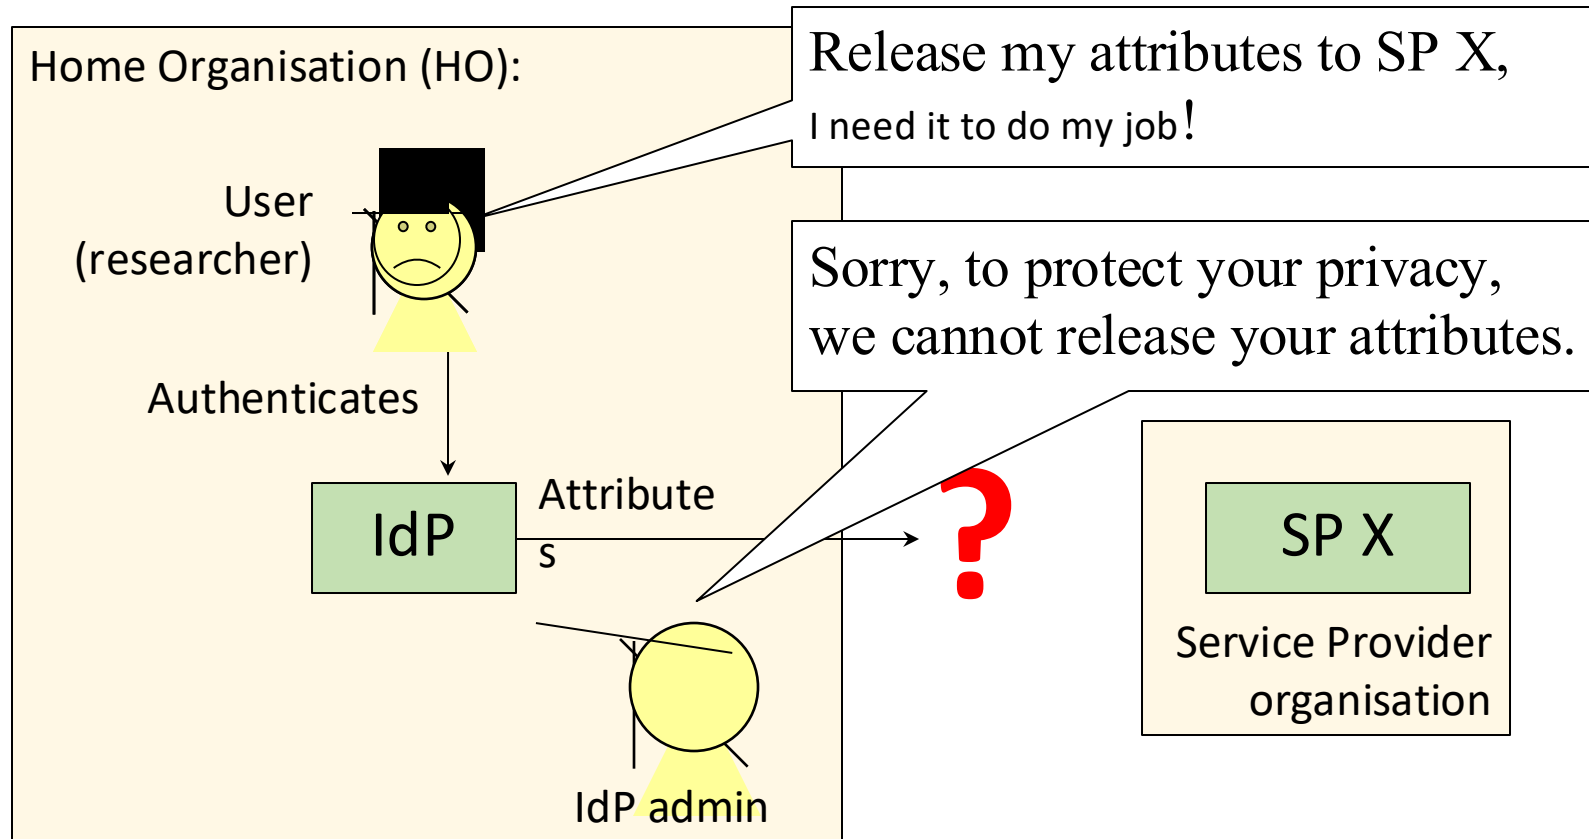 Home Organisation (HO):
Release my attributes to SP X,
I need it to do my job!
User
(researcher)
Sorry, to protect your privacy,
we cannot release your attributes.
Authenticates
IdP
Attribute
s
?
SP X
Service Provider
organisation
IdP admin